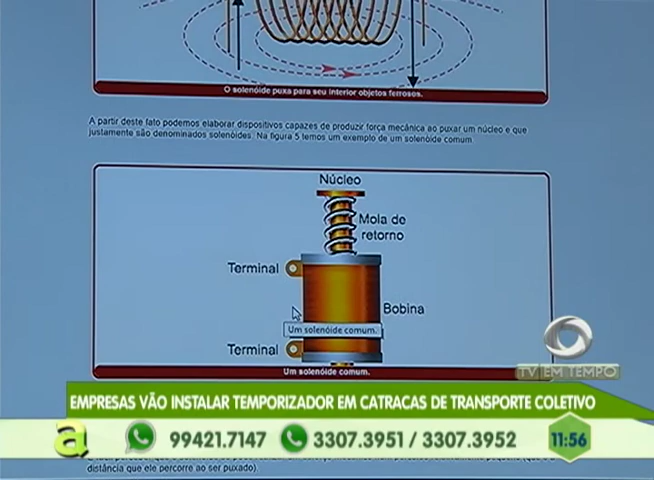 O solenóide puxa para seu interior objetos ferrosos.
A partir deste fato podemos elaborar dispositivos capazes de produzir força mecânica ao puxar um núcleo e que
justamente são denominados solenóides. Na figura 5 temos um exemplo de um solenóide comum
Núcleo
Mola de
retorno
Terminal
Bobina
Um solenóide comum.
Terminal
Um solenóide comum.
TV EM TEMPO
EMPRESAS VÃO INSTALAR TEMPORIZADOR EM CATRACAS DE TRANSPORTE COLETIVO
a
99421.7147
3307.3951 / 3307.3952
11:56
distância que ele percorre ao ser puxado).